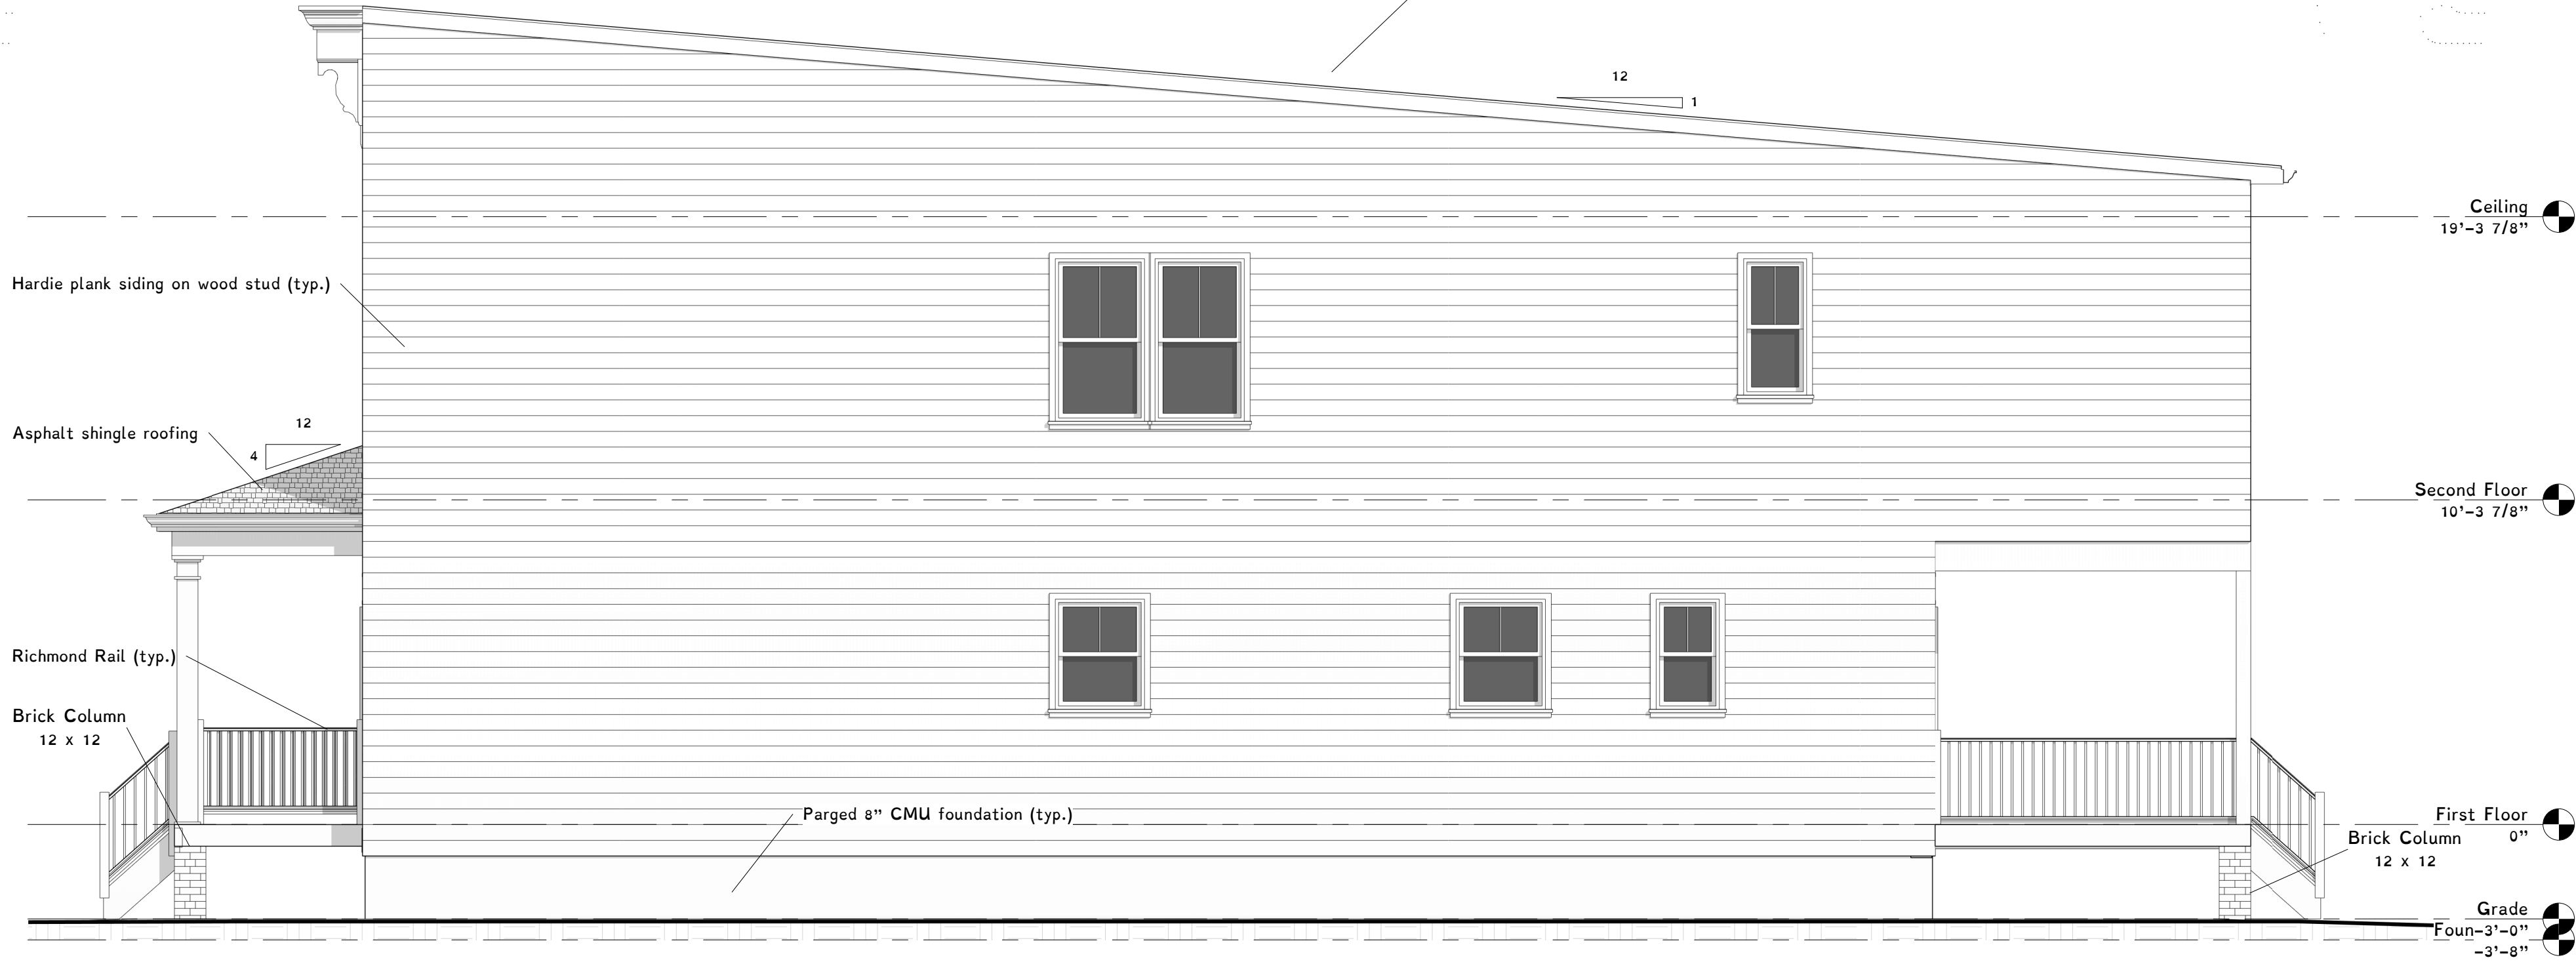 12
1
Ceiling
19'-3 7/8"
Hardie plank siding on wood stud (typ.)
12
Asphalt shingle roofing
4
Second Floor
10'-3 7/8"
Richmond Rail (typ.)
Brick Column
12 x 12
Parged 8" CMU foundation (typ.)
First Floor
0"
Brick Column
12 x 12
Grade
Foun-3'-0"
-3'-8"